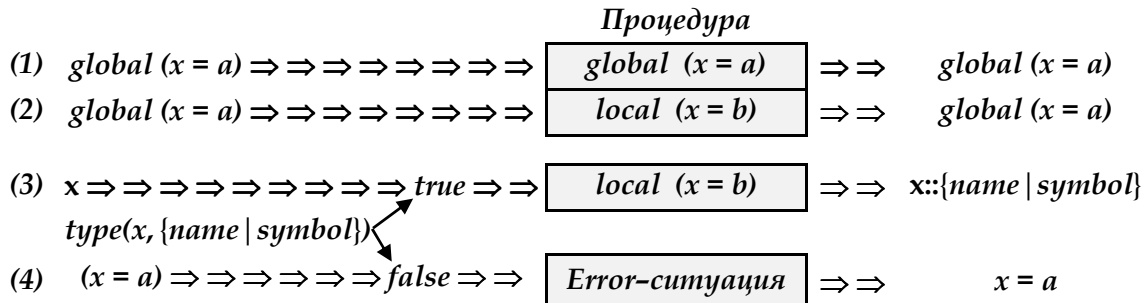 Процедура
(1) global (x = a) ⇒ ⇒ ⇒ ⇒ ⇒ ⇒ ⇒ ⇒ global (x = a) ⇒ ⇒ global (x = a)
(2) global (x = a) ⇒ ⇒ ⇒ ⇒ ⇒ ⇒ ⇒ ⇒ local (x = b) ⇒ ⇒ global (x = a)
(3) x ⇒ ⇒ ⇒ ⇒ ⇒ ⇒ ⇒ ⇒ ⇒ true ⇒ ⇒ local (x = b) ⇒ ⇒ x::{name|symbol}
type(x, {name|symbol})
(4) (x = a) ⇒ ⇒ ⇒ ⇒ ⇒ ⇒ false ⇒ ⇒ Error–ситуация ⇒ ⇒ x = a